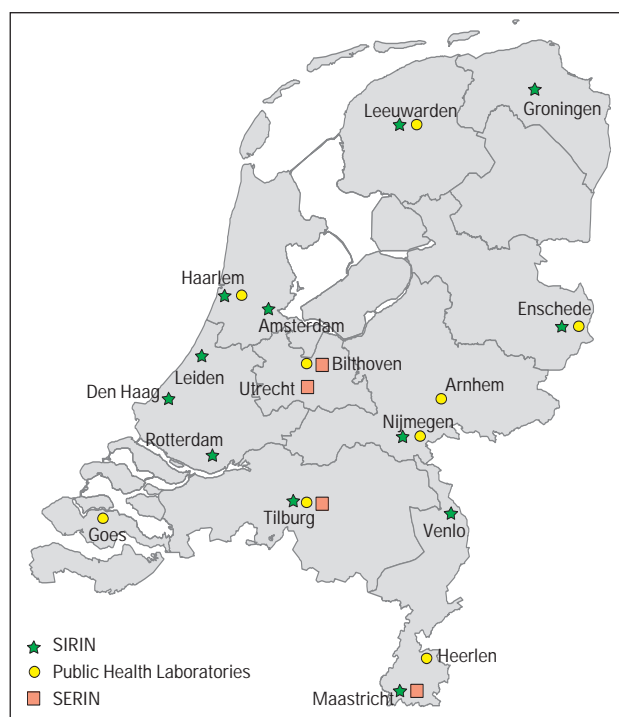 Leeuwarden
Groningen
Haarlem
Amsterdam
Enschede
Leiden
Bilthoven
Utrecht
Den Haag
Arnhem
Nijmegen
Rotterdam
Tilburg
Venlo
Goes
SIRIN
Public Health Laboratories
SERIN
Heerlen
Maastricht